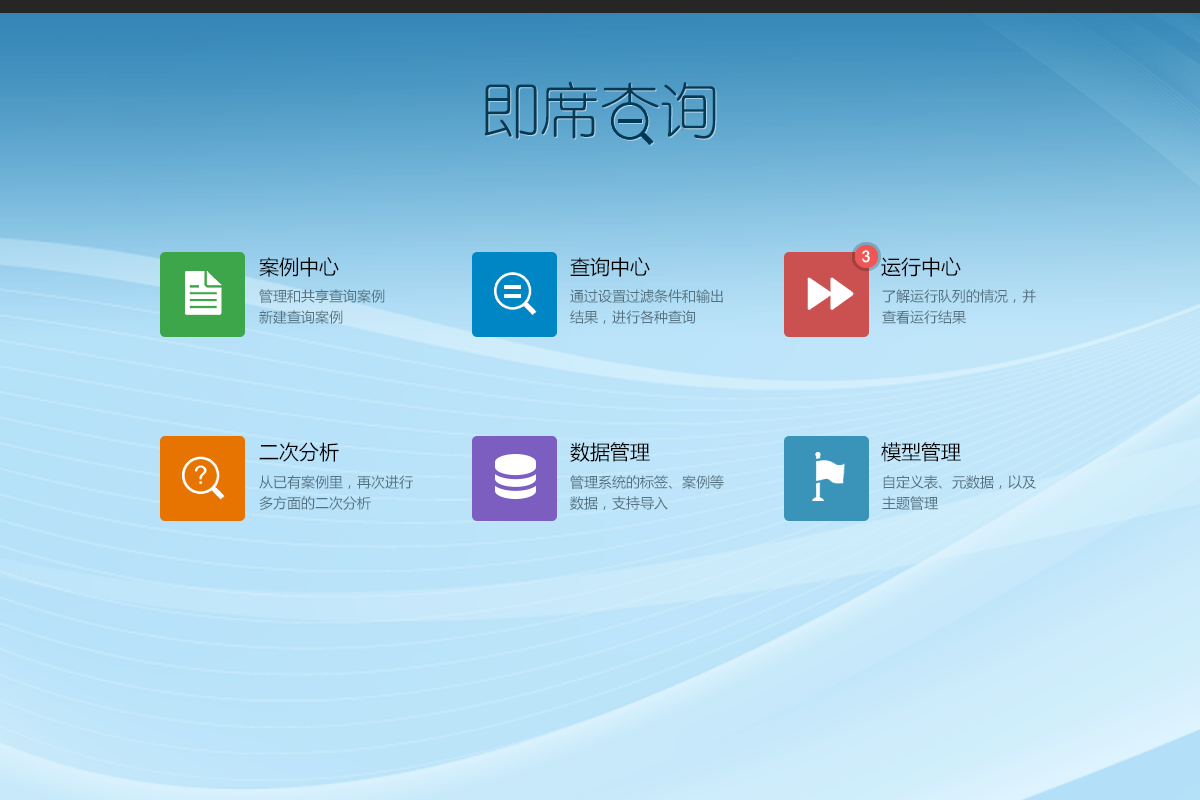 即席查询
案例中心
管理和共享查询案例
新建查询案例
查询中心
通过设置过滤条件和输出
结果，进行各种查询
3
运行中心
了解运行队列的情况，并
查看运行结果
?
二次分析
从已有案例里，再次进行
多方面的二次分析
数据管理
管理系统的标签、案例等
数据，支持导入
模型管理
自定义表、元数据，以及
主题管理